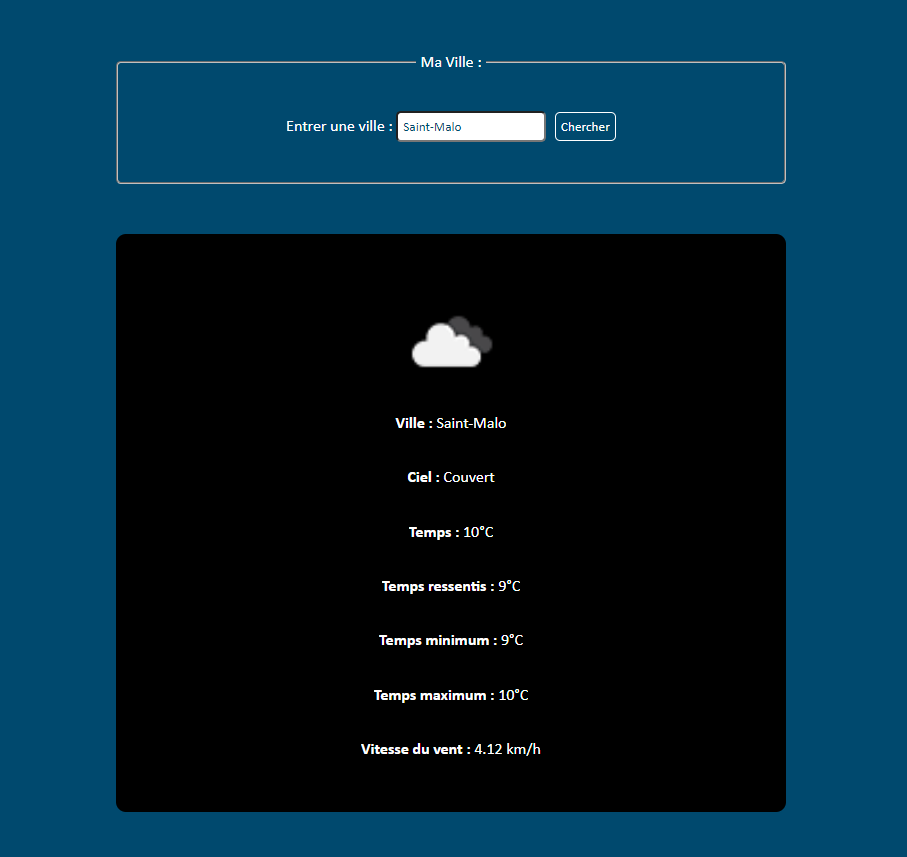 Ma Ville :
Entrer une ville : Saint-Malo Chercher
Ville : Saint-Malo
Ciel : Couvert
Temps : 10°C
Temps ressentis : 9°C
Temps minimum : 9°C
Temps maximum : 10°C
Vitesse du vent : 4.12 km/h